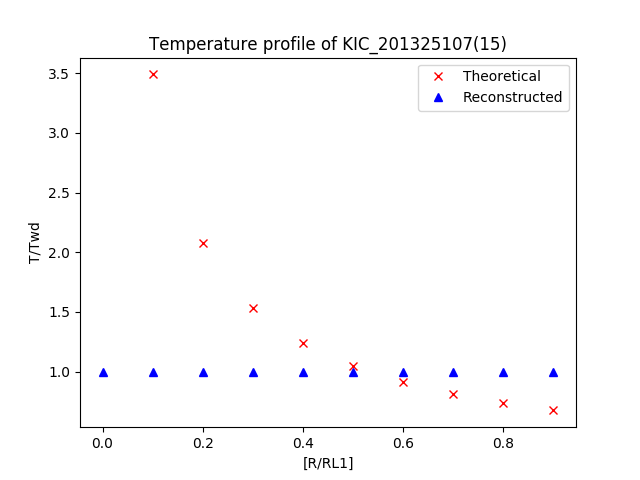 Temperature profile of KIC_201325107(15)
Theoretical
Reconstructed
3.5
3.0
2.5
2.0
1.5
1.0
T/Twd
0.0 0.2 0.4 0.6 0.8
[R/RL1]